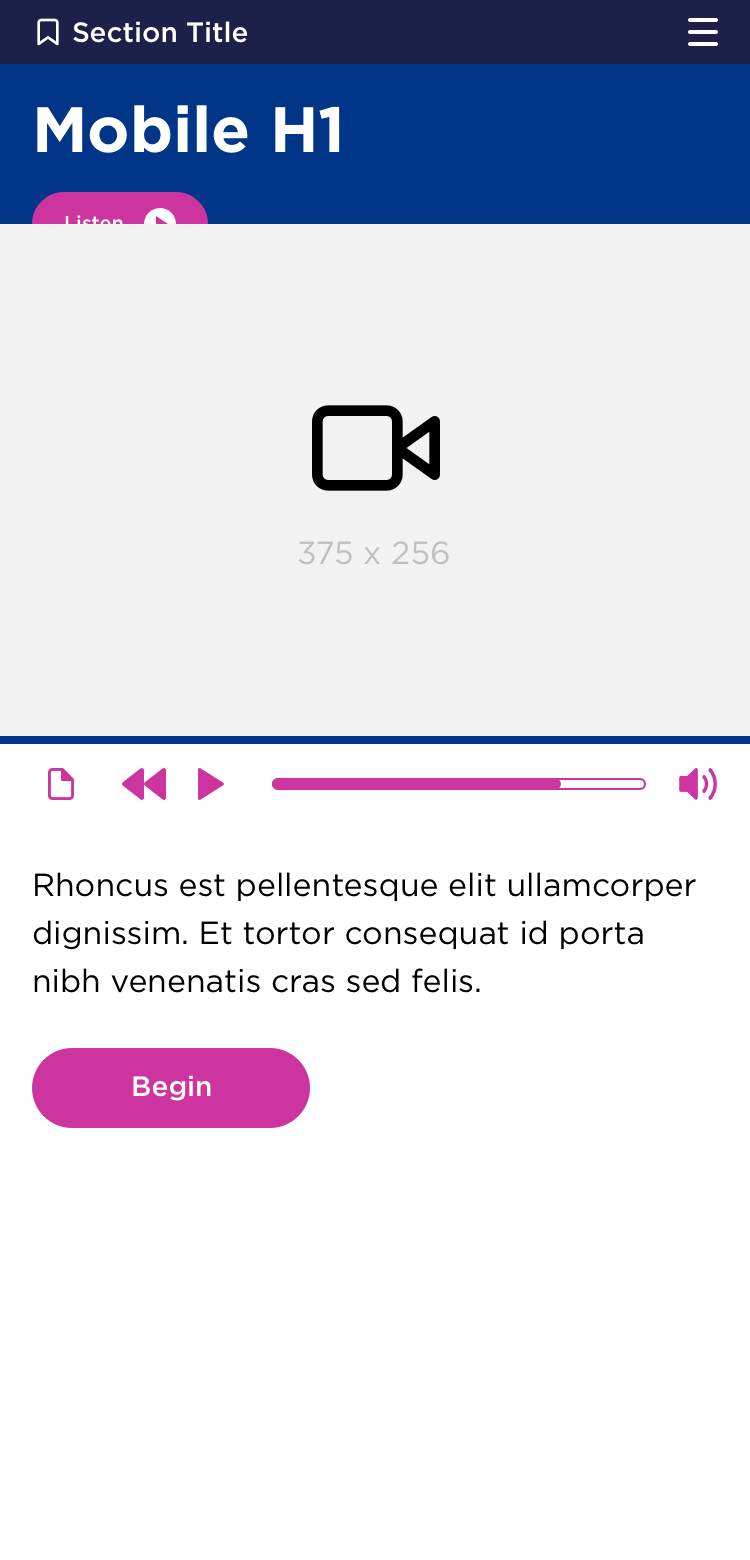 Section Title
Mobile H1
Listen
375 x 256
Rhoncus est pellentesque elit ullamcorper
dignissim. Et tortor consequat id porta
nibh venenatis cras sed felis.
Begin